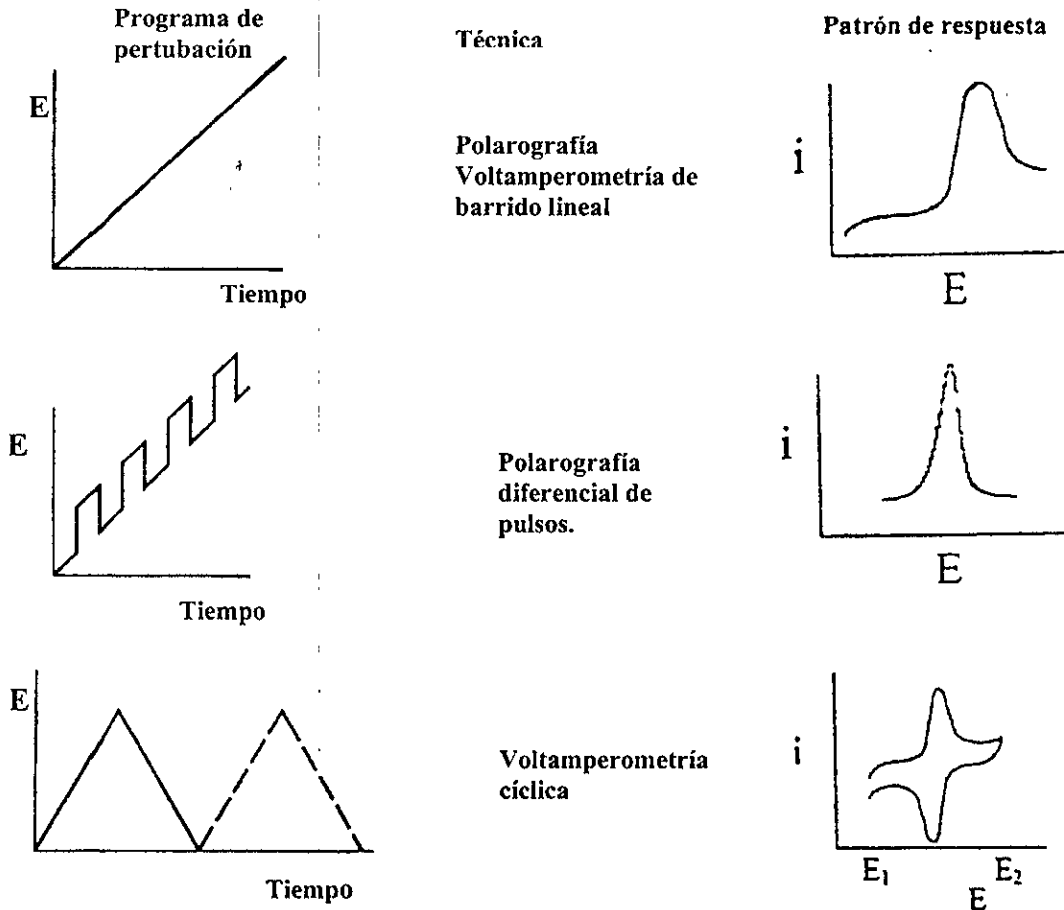 Programa de
pertubación
Técnica
Patrón de respuesta
E
Tiempo
Polarografía
Voltamperometría de
barrido lineal
i
E
E
Tiempo
Polarografía
diferencial de
pulsos.
i
E
E
Tiempo
Voltamperometría
cíclica
i
E₁ E₂
E